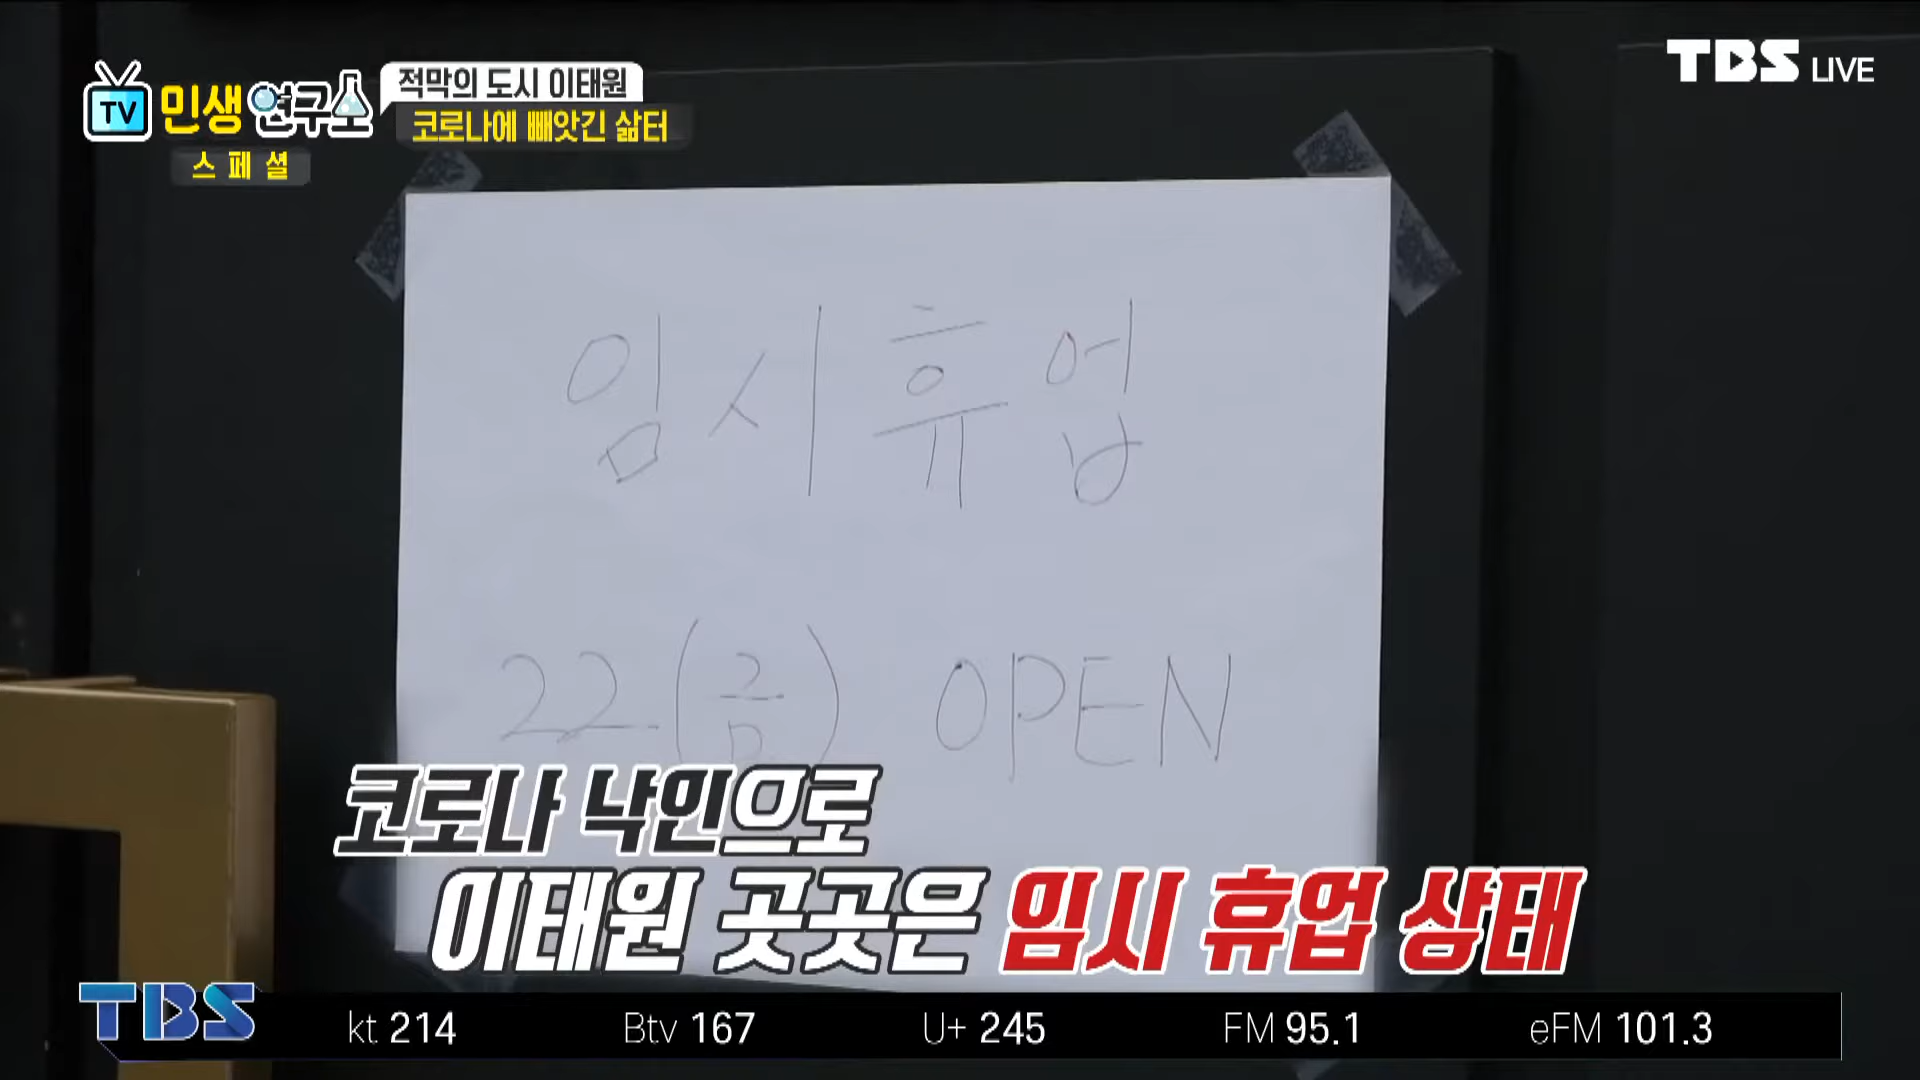 TV 민생연구소
스페셜
적막의 도시 이태원
코로나에 빼앗긴 삶터
TBS LIVE
임시휴업
22 OPEN
코로나 낙인으로
이태원 곳곳은 임시 휴업 상태
TBS kt 214 Btv 167 U+ 245 FM 95.1 eFM 101.3